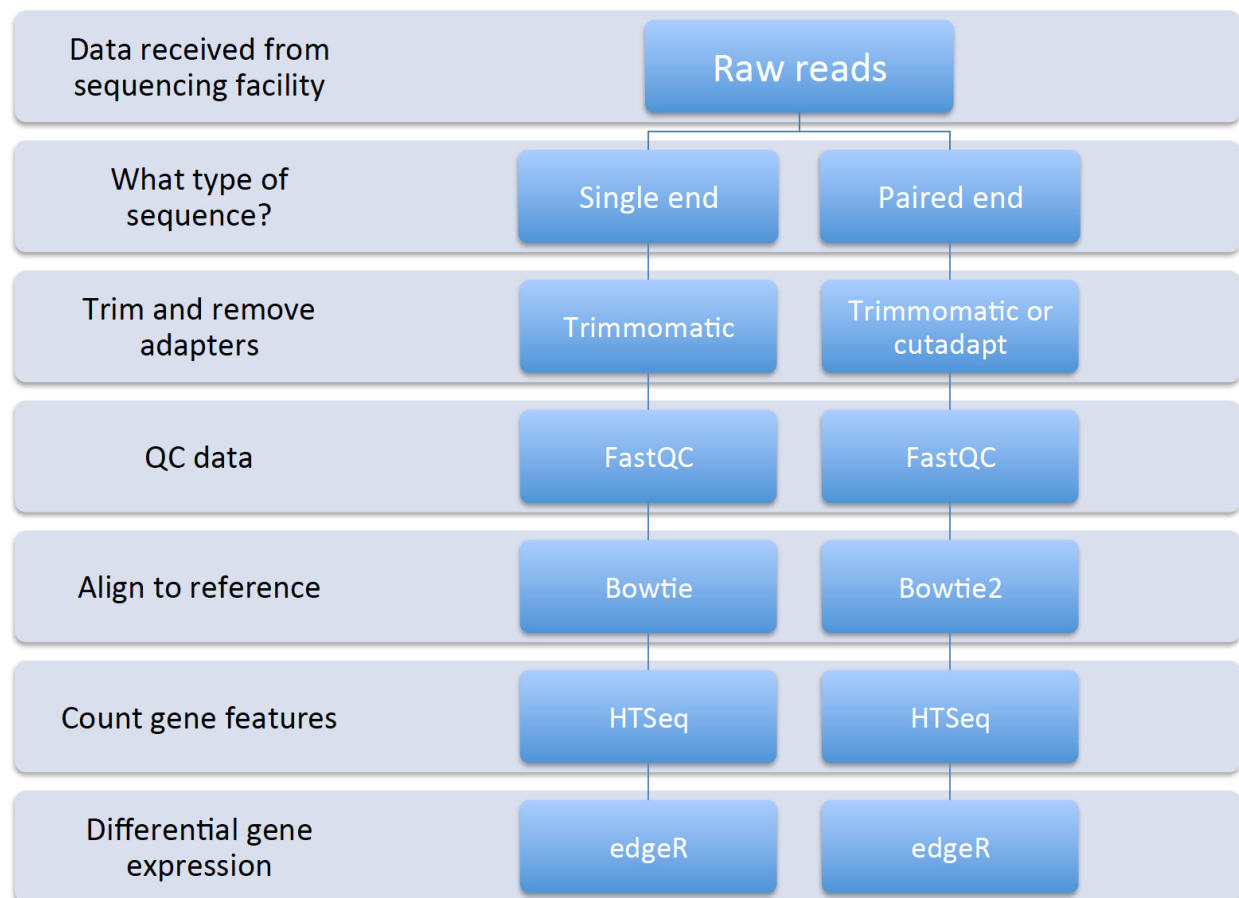 Data received from
sequencing facility
Raw reads
What type of
sequence?
Single end
Paired end
Trim and remove
adapters
Trimmomatic
Trimmomatic or
cutadapt
QC data
FastQC
FastQC
Align to reference
Bowtie
Bowtie2
Count gene features
HTSeq
HTSeq
Differential gene
expression
edgeR
edgeR